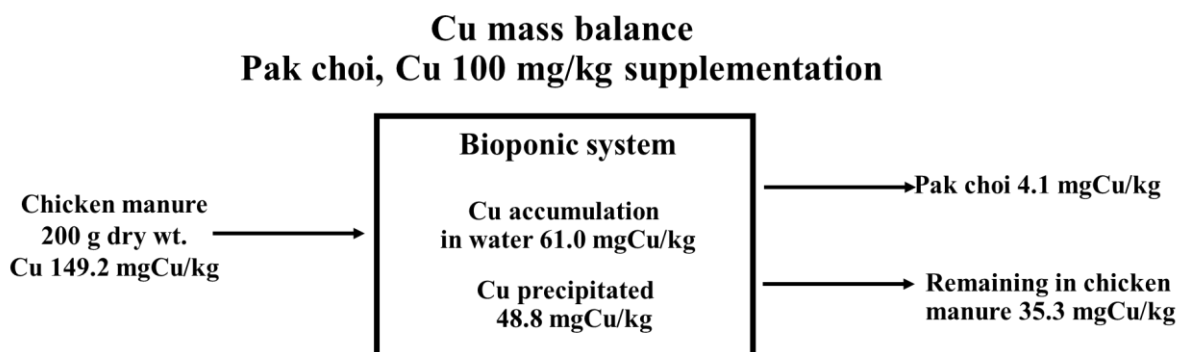 Cu mass balance
Pak choi, Cu 100 mg/kg supplementation
Chicken manure
200 g dry wt.
Cu 149.2 mgCu/kg
Bioponic system
Cu accumulation
in water 61.0 mgCu/kg
Cu precipitated
48.8 mgCu/kg
Pak choi 4.1 mgCu/kg
Remaining in chicken
manure 35.3 mgCu/kg